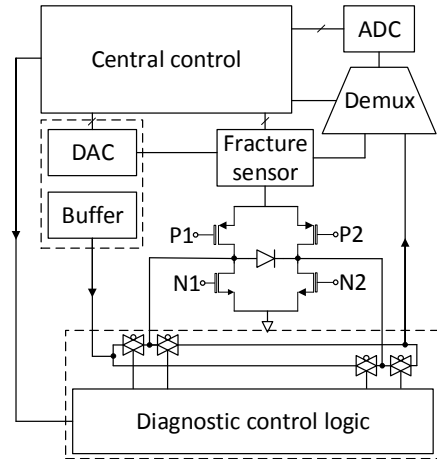 Central control
ADC
Demux
DAC
Fracture
sensor
Buffer
P1
P2
N1
N2
Diagnostic control logic